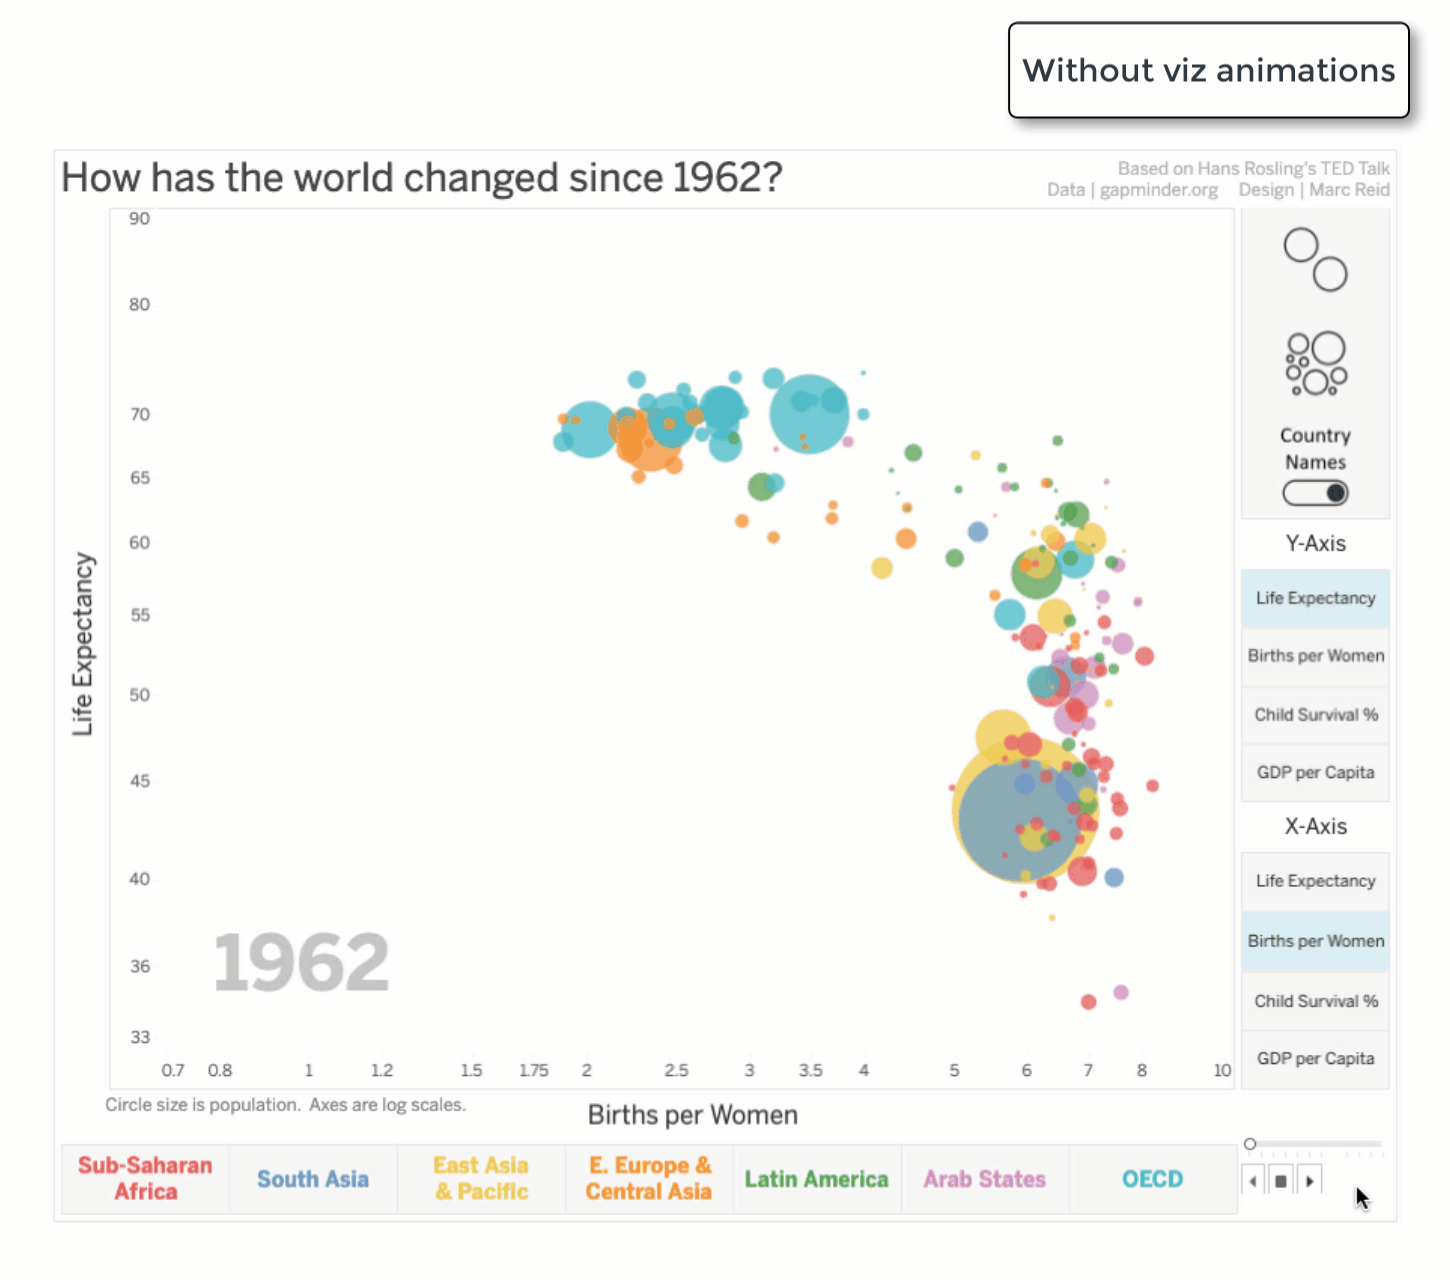 Without viz animations
How has the world changed since 1962?
Based on Hans Rosling's TED Talk
Data | gapminder.org Design | Marc Reid
90
80
70
65
60
55
50
45
40
36
33
Life Expectancy
1962
0.7 0.8 1 1.2 1.5 1.75 2 2.5 3 3.5 4 5 6 7 8 10
Circle size is population. Axes are log scales.
Births per Women
Country
Names
Y-Axis
Life Expectancy
Births per Women
Child Survival %
GDP per Capita
X-Axis
Life Expectancy
Births per Women
Child Survival %
GDP per Capita
Sub-Saharan
Africa
South Asia
East Asia
& Pacific
E. Europe &
Central Asia
Latin America
Arab States
OECD